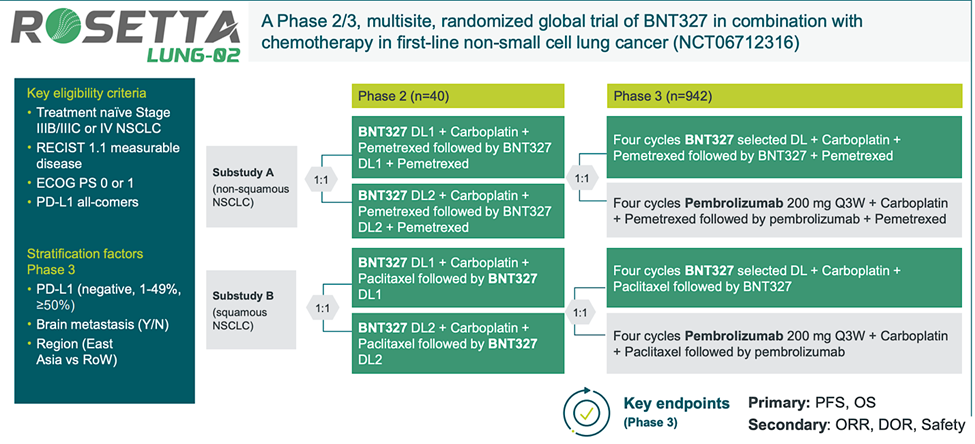 ROSETTA
LUNG-02
A Phase 2/3, multisite, randomized global trial of BNT327 in combination with
chemotherapy in first-line non-small cell lung cancer (NCT06712316)
Key eligibility criteria
• Treatment naïve Stage
IIIB/IIIC or IV NSCLC
• RECIST 1.1 measurable
disease
• ECOG PS 0 or 1
• PD-L1 all-comers
Stratification factors
Phase 3
• PD-L1 (negative, 1-49%,
≥50%)
• Brain metastasis (Y/N)
• Region (East
Asia vs RoW)
Phase 2 (n=40)
Phase 3 (n=942)
Substudy A
(non-squamous
NSCLC)
1:1
BNT327 DL1 + Carboplatin +
Pemetrexed followed by BNT327
DL1 + Pemetrexed
BNT327 DL2 + Carboplatin +
Pemetrexed followed by BNT327
DL2 + Pemetrexed
1:1
Four cycles BNT327 selected DL + Carboplatin +
Pemetrexed followed by BNT327 + Pemetrexed
Four cycles Pembrolizumab 200 mg Q3W + Carboplatin
+ Pemetrexed followed by pembrolizumab + Pemetrexed
Substudy B
(squamous
NSCLC)
1:1
BNT327 DL1 + Carboplatin +
Paclitaxel followed by BNT327
DL1
BNT327 DL2 + Carboplatin +
Paclitaxel followed by BNT327
DL2
1:1
Four cycles BNT327 selected DL + Carboplatin +
Paclitaxel followed by BNT327
Four cycles Pembrolizumab 200 mg Q3W + Carboplatin
+ Paclitaxel followed by pembrolizumab
Key endpoints
(Phase 3)
Primary: PFS, OS
Secondary: ORR, DOR, Safety